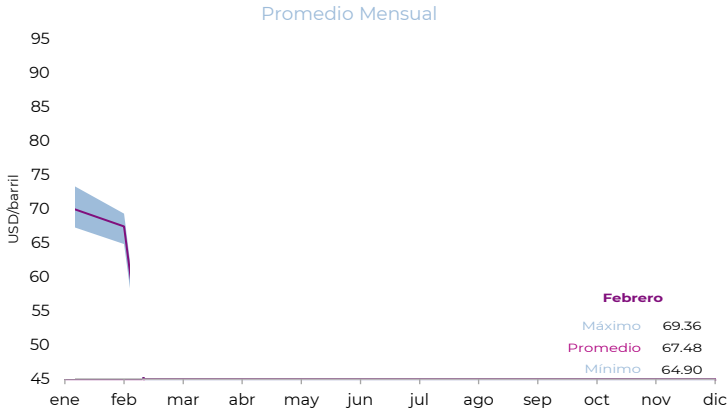 Promedio Mensual
95
90
85
80
75
70
65
60
55
50
45
USD/barril
Febrero
Máximo 69.36
Promedio 67.48
Mínimo 64.90
ene feb mar abr may jun jul ago sep oct nov dic